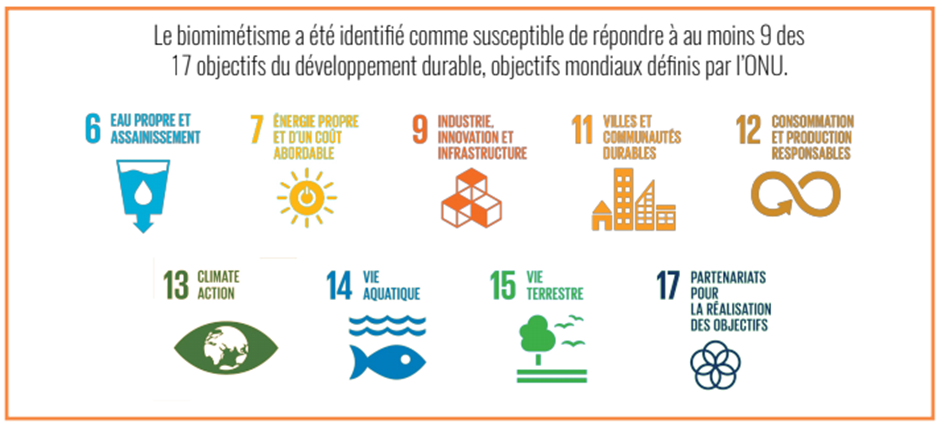 Le biomimétisme a été identifié comme susceptible de répondre à au moins 9 des
17 objectifs du développement durable, objectifs mondiaux définis par l'ONU.
6 EAU PROPRE ET
ASSAINISSEMENT
7 ÉNERGIE PROPRE
ET D'UN COÛT
ABORDABLE
9 INDUSTRIE,
INNOVATION ET
INFRASTRUCTURE
11 VILLES ET
COMMUNAUTÉS
DURABLES
12 CONSOMMATION
ET PRODUCTION
RESPONSABLES
13 CLIMATE
ACTION
14 VIE
AQUATIQUE
15 VIE
TERRESTRE
17 PARTENARIATS
POUR
LA RÉALISATION
DES OBJECTIFS